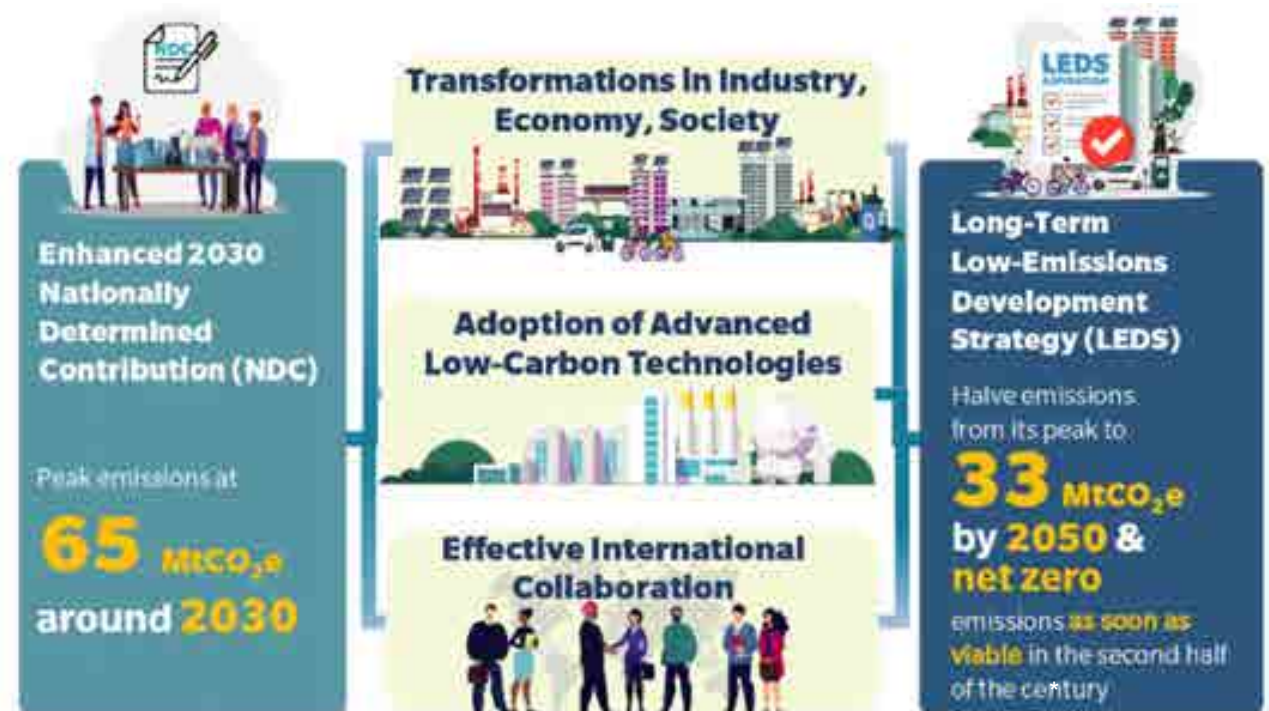 NDC
Enhanced 2030
Nationally
Determined
Contribution (NDC)
Peak emissions at
65 MtCO₂e
around 2030
Transformations in Industry,
Economy, Society
Adoption of Advanced
Low-Carbon Technologies
Effective International
Collaboration
LEDS
Long-Term
Low-Emissions
Development
Strategy (LEDS)
Halve emissions
from its peak to
33 MtCO₂e
by 2050 &
net zero
emissions as soon as
viable in the second half
of the century*